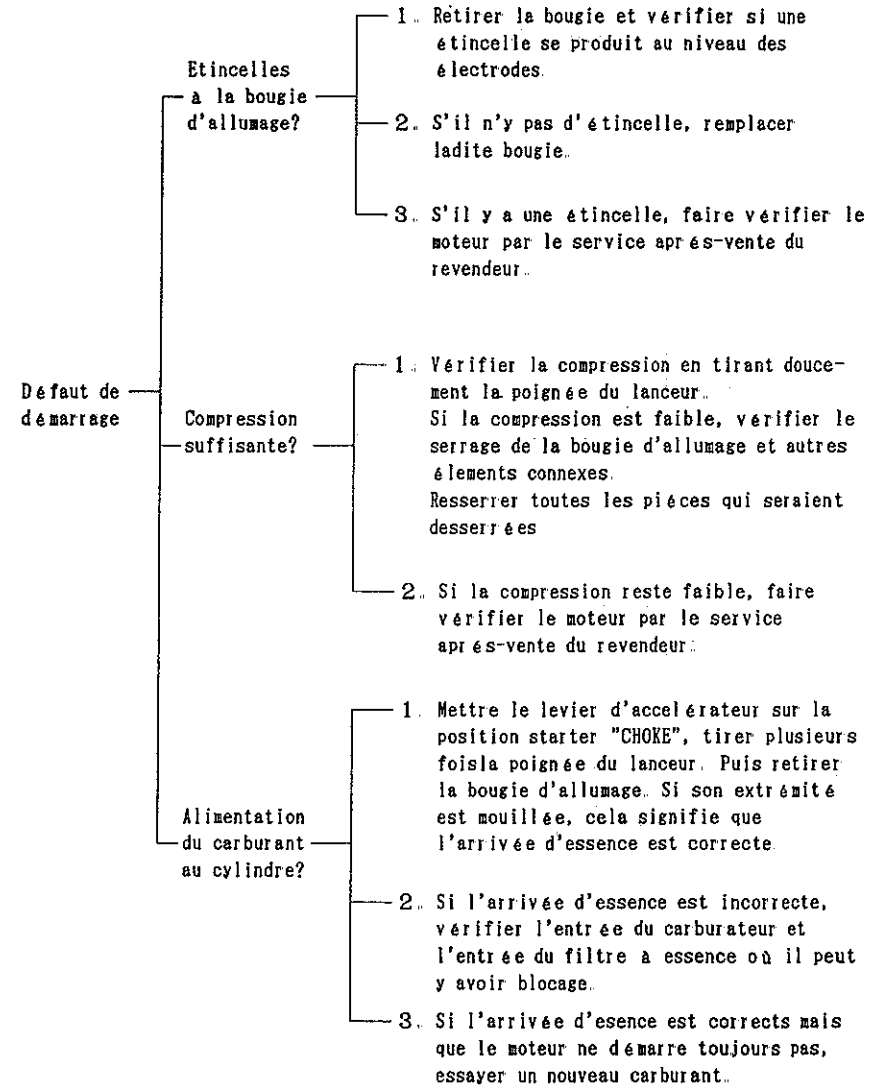 Défaut de
démarrage
Etincelles
à la bougie
d'allumage?
1. Retirer la bougie et vérifier si une
étincelle se produit au niveau des
électrodes.
2. S'il n'y pas d'étincelle, remplacer
ladite bougie.
3. S'il y a une étincelle, faire vérifier le
moteur par le service aprés-vente du
revendeur.
Compression
suffisante?
1. Vérifier la compression en tirant douce-
ment la poignée du lanceur.
Si la compression est faible, vérifier le
serrage de la bougie d'allumage et autres
élements connexes.
Resserrer toutes les piéces qui seraient
desserrées
2. Si la compression reste faible, faire
vérifier le moteur par le service
aprés-vente du revendeur.
Alimentation
du carburant
au cylindre?
1. Mettre le levier d'accelérateur sur la
position starter "CHOKE", tirer plusieurs
foisla poignée du lanceur. Puis retirer
la bougie d'allumage. Si son extrémité
est mouillée, cela signifie que
l'arrivée d'essence est correcte
2. Si l'arrivée d'essence est incorrecte,
vérifier l'entrée du carburateur et
l'entrée du filtre à essence où il peut
y avoir blocage.
3. Si l'arrivée d'esence est corrects mais
que le moteur ne démarre toujours pas,
essayer un nouveau carburant.